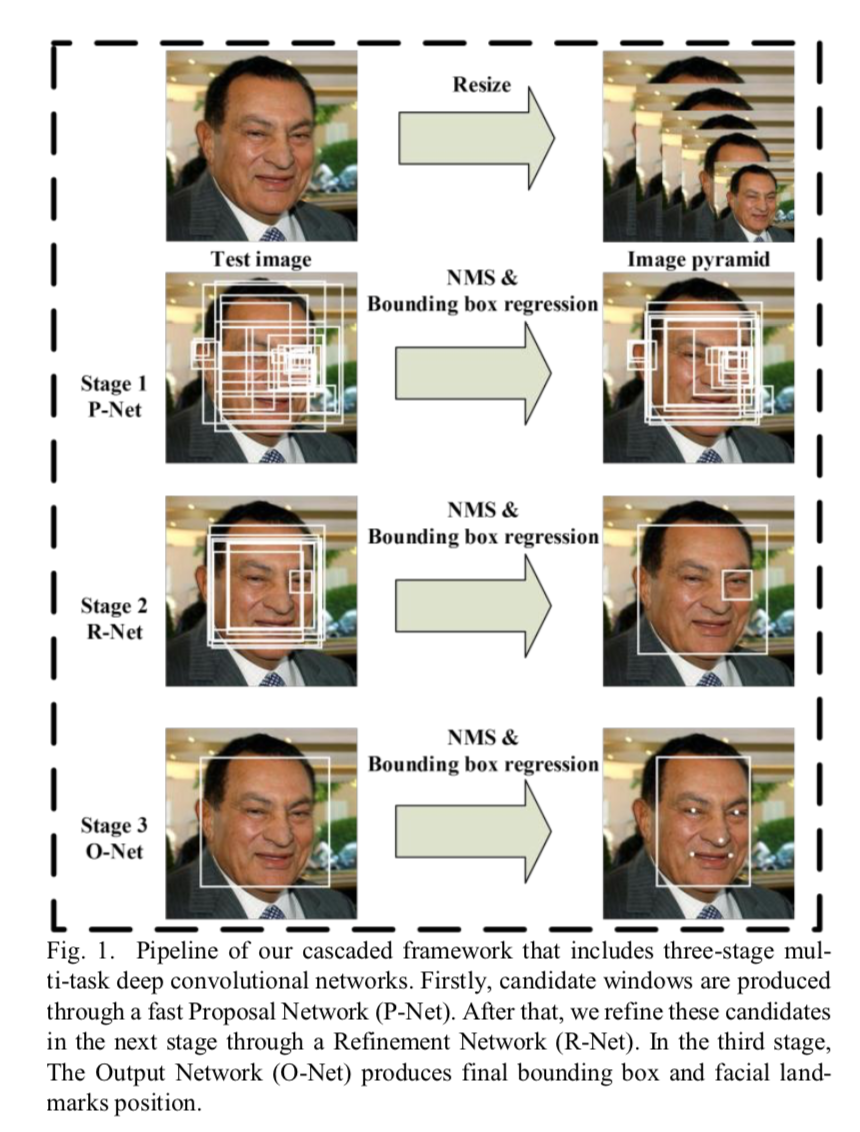 Resize
Test image
Image pyramid
NMS &
Bounding box regression
Stage 1
P-Net
NMS &
Bounding box regression
Stage 2
R-Net
NMS &
Bounding box regression
Stage 3
O-Net
Fig. 1.   Pipeline of our cascaded framework that includes three-stage mul-
ti-task deep convolutional networks. Firstly, candidate windows are produced
through a fast Proposal Network (P-Net). After that, we refine these candidates
in the next stage through a Refinement Network (R-Net). In the third stage,
The Output Network (O-Net) produces final bounding box and facial land-
marks position.